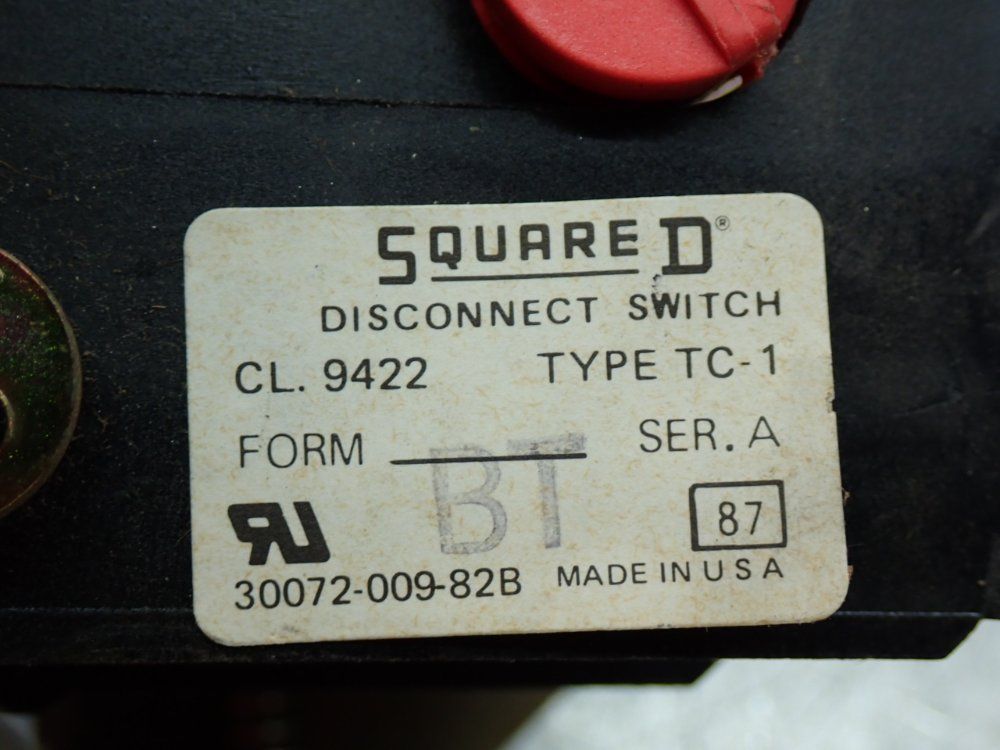 SQUARE D®
DISCONNECT SWITCH
CL. 9422 TYPE TC-1
FORM BT SER. A
87
30072-009-82B MADE IN U S A